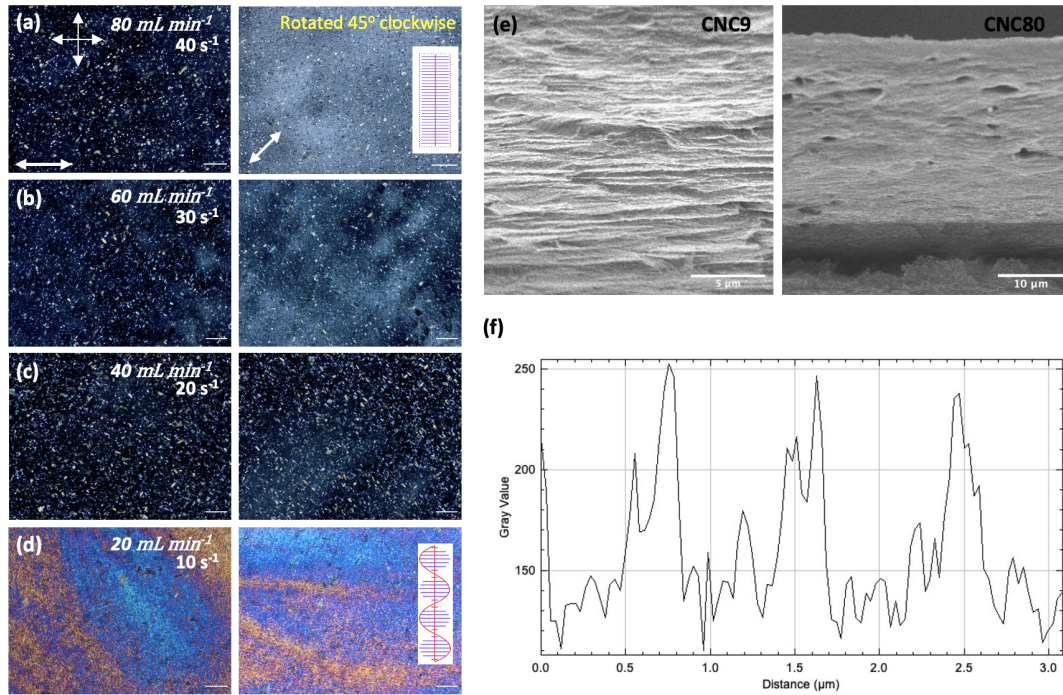 (a)
80 mL min-1
40 s-1
Rotated 45º clockwise
(b)
60 mL min-1
30 s-1
(c)
40 mL min-1
20 s-1
(d)
20 mL min-1
10 s-1
(e)
CNC9
5 µm
CNC80
10 µm
(f)
250
200
150
Gray Value
0.0 0.5 1.0 1.5 2.0 2.5 3.0
Distance (µm)